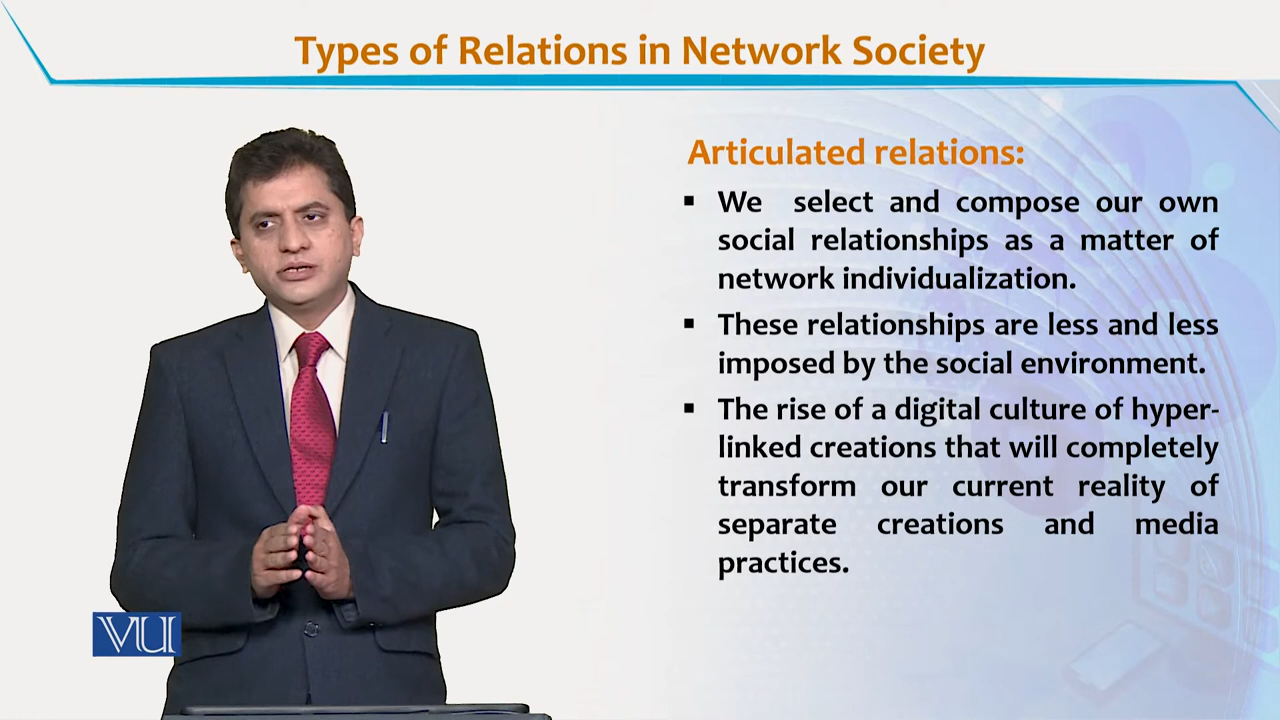 Types of Relations in Network Society
Articulated relations:
▪ We select and compose our own
social relationships as a matter of
network individualization.
▪ These relationships are less and less
imposed by the social environment.
▪ The rise of a digital culture of hyper-
linked creations that will completely
transform our current reality of
separate creations and media
practices.
VU